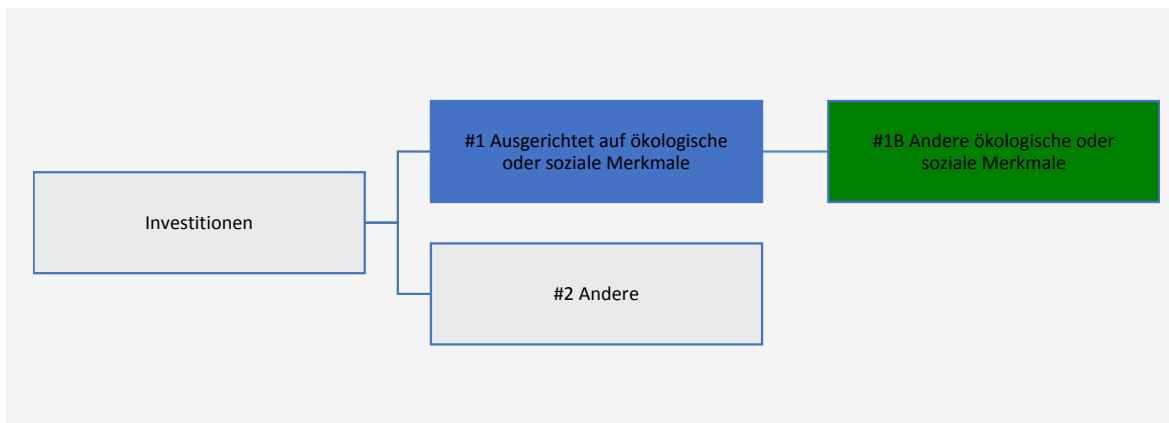 #1 Ausgerichtet auf ökologische
oder soziale Merkmale
#1B Andere ökologische oder
soziale Merkmale
Investitionen
#2 Andere